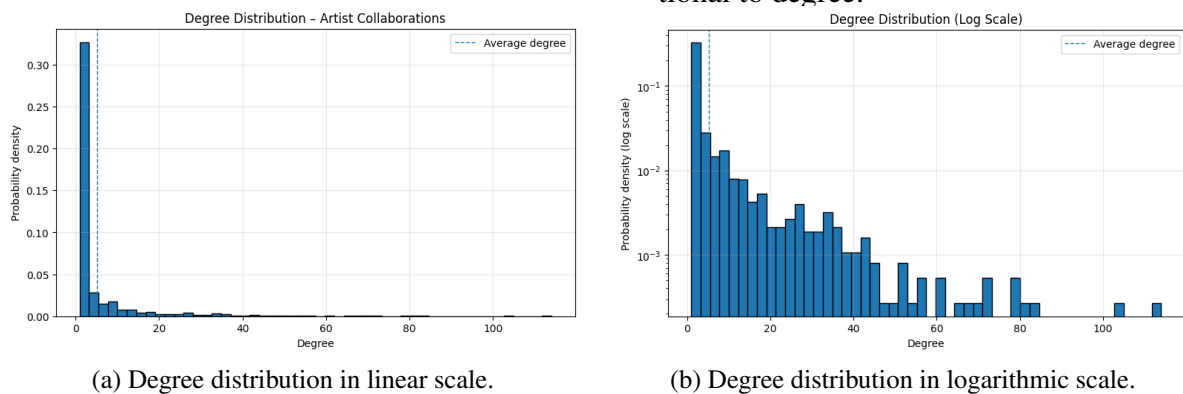 tional to degree.
Degree Distribution – Artist Collaborations
Average degree
0.30
0.25
0.20
0.15
0.10
0.05
0.00
Probability density
0 20 40 60 80 100
Degree
(a) Degree distribution in linear scale.
Degree Distribution (Log Scale)
Average degree
10⁻¹
10⁻²
10⁻³
Probability density (log scale)
0 20 40 60 80 100
Degree
(b) Degree distribution in logarithmic scale.